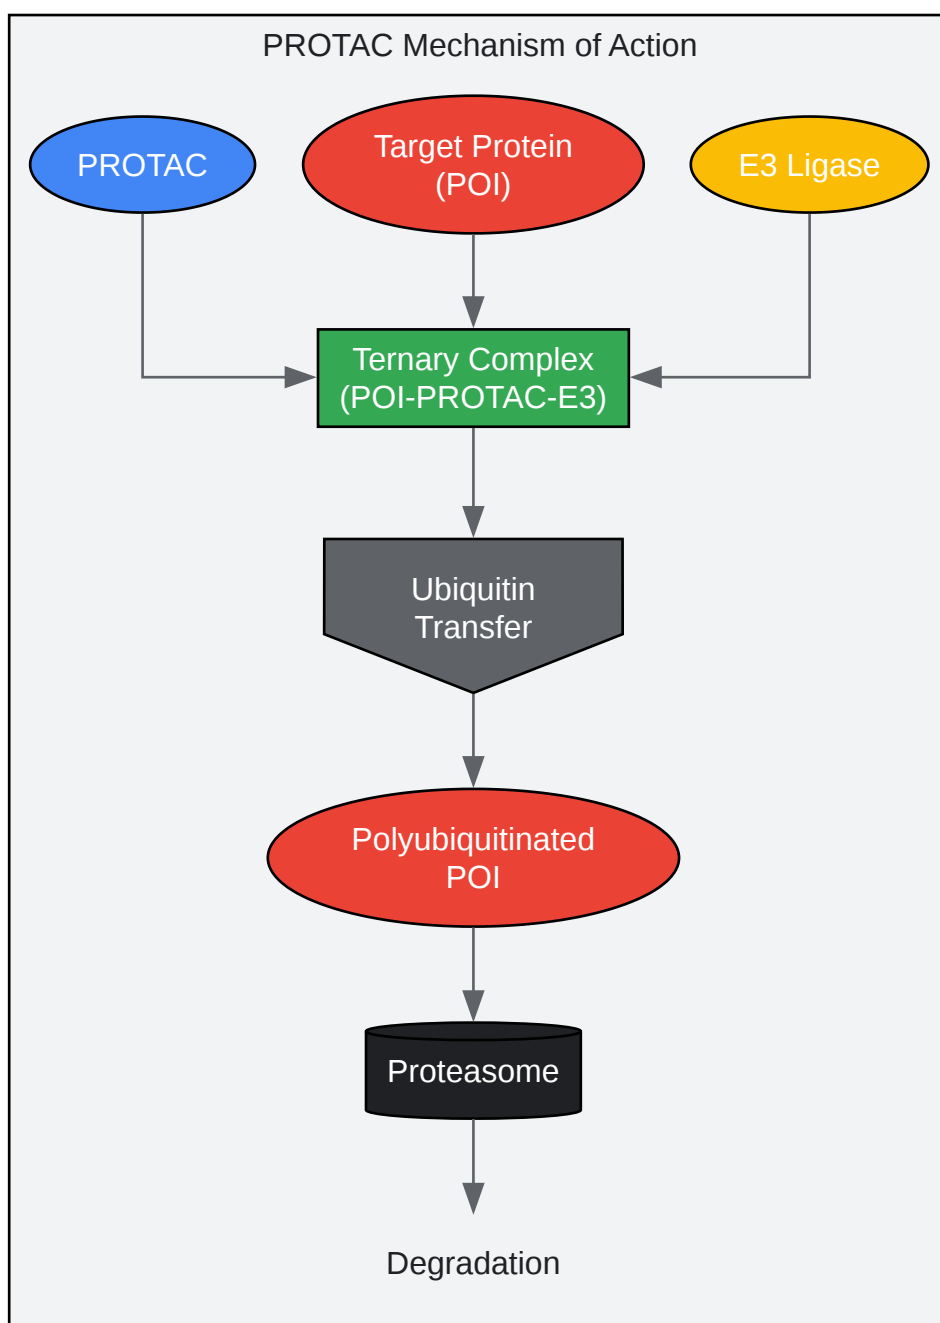 PROTAC Mechanism of Action
PROTAC
Target Protein
(POI)
E3 Ligase
Ternary Complex
(POI-PROTAC-E3)
Ubiquitin
Transfer
Polyubiquitinated
POI
Proteasome
Degradation